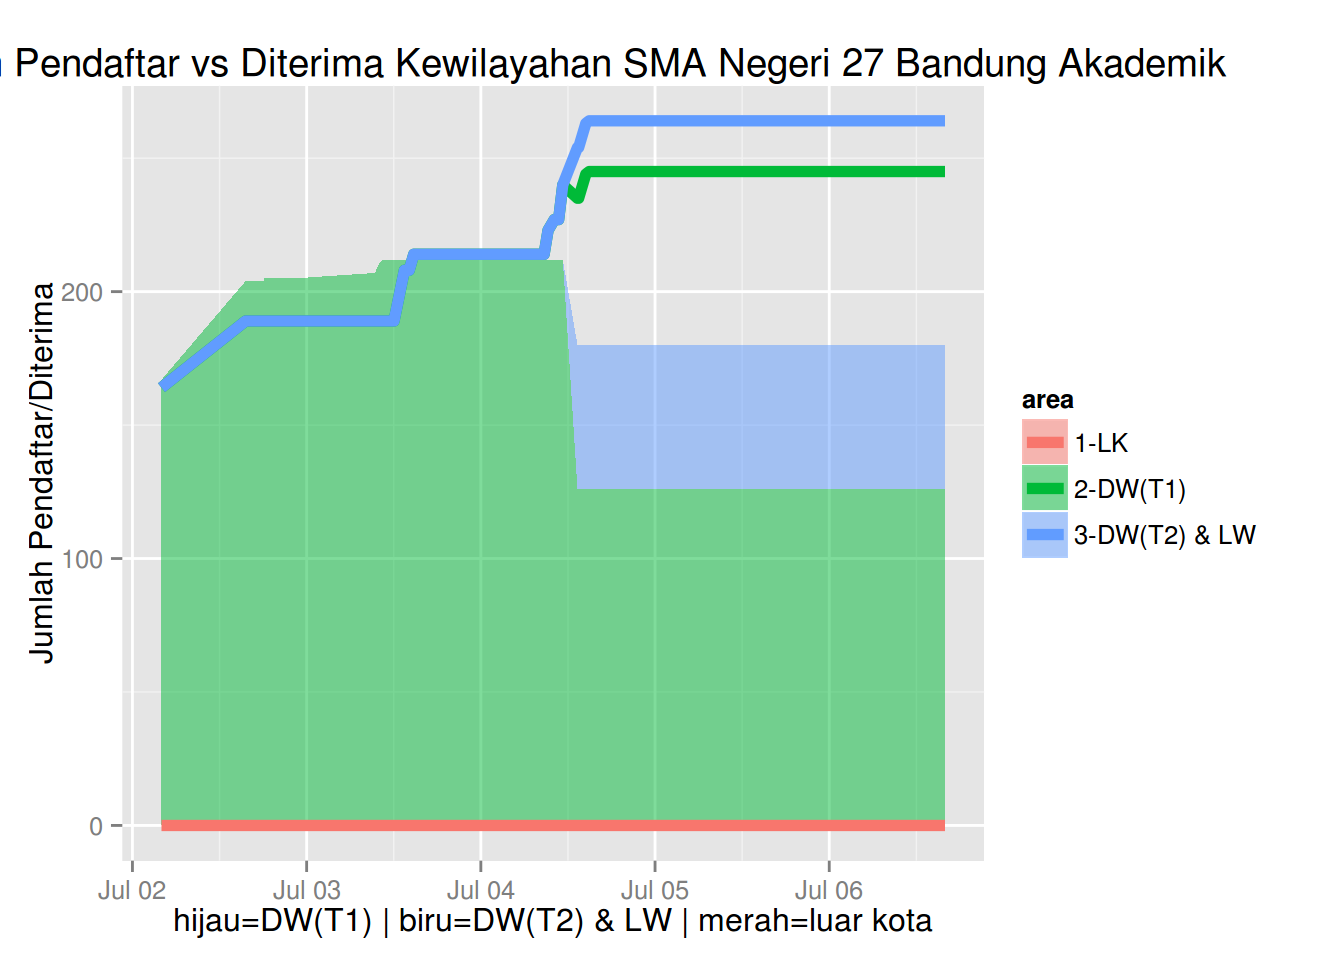 Pendaftar vs Diterima Kewilayahan SMA Negeri 27 Bandung Akademik
Jumlah Pendaftar/Diterima
200
100
0
Jul 02
Jul 03
Jul 04
Jul 05
Jul 06
hijau=DW(T1) | biru=DW(T2) & LW | merah=luar kota
area
1-LK
2-DW(T1)
3-DW(T2) & LW